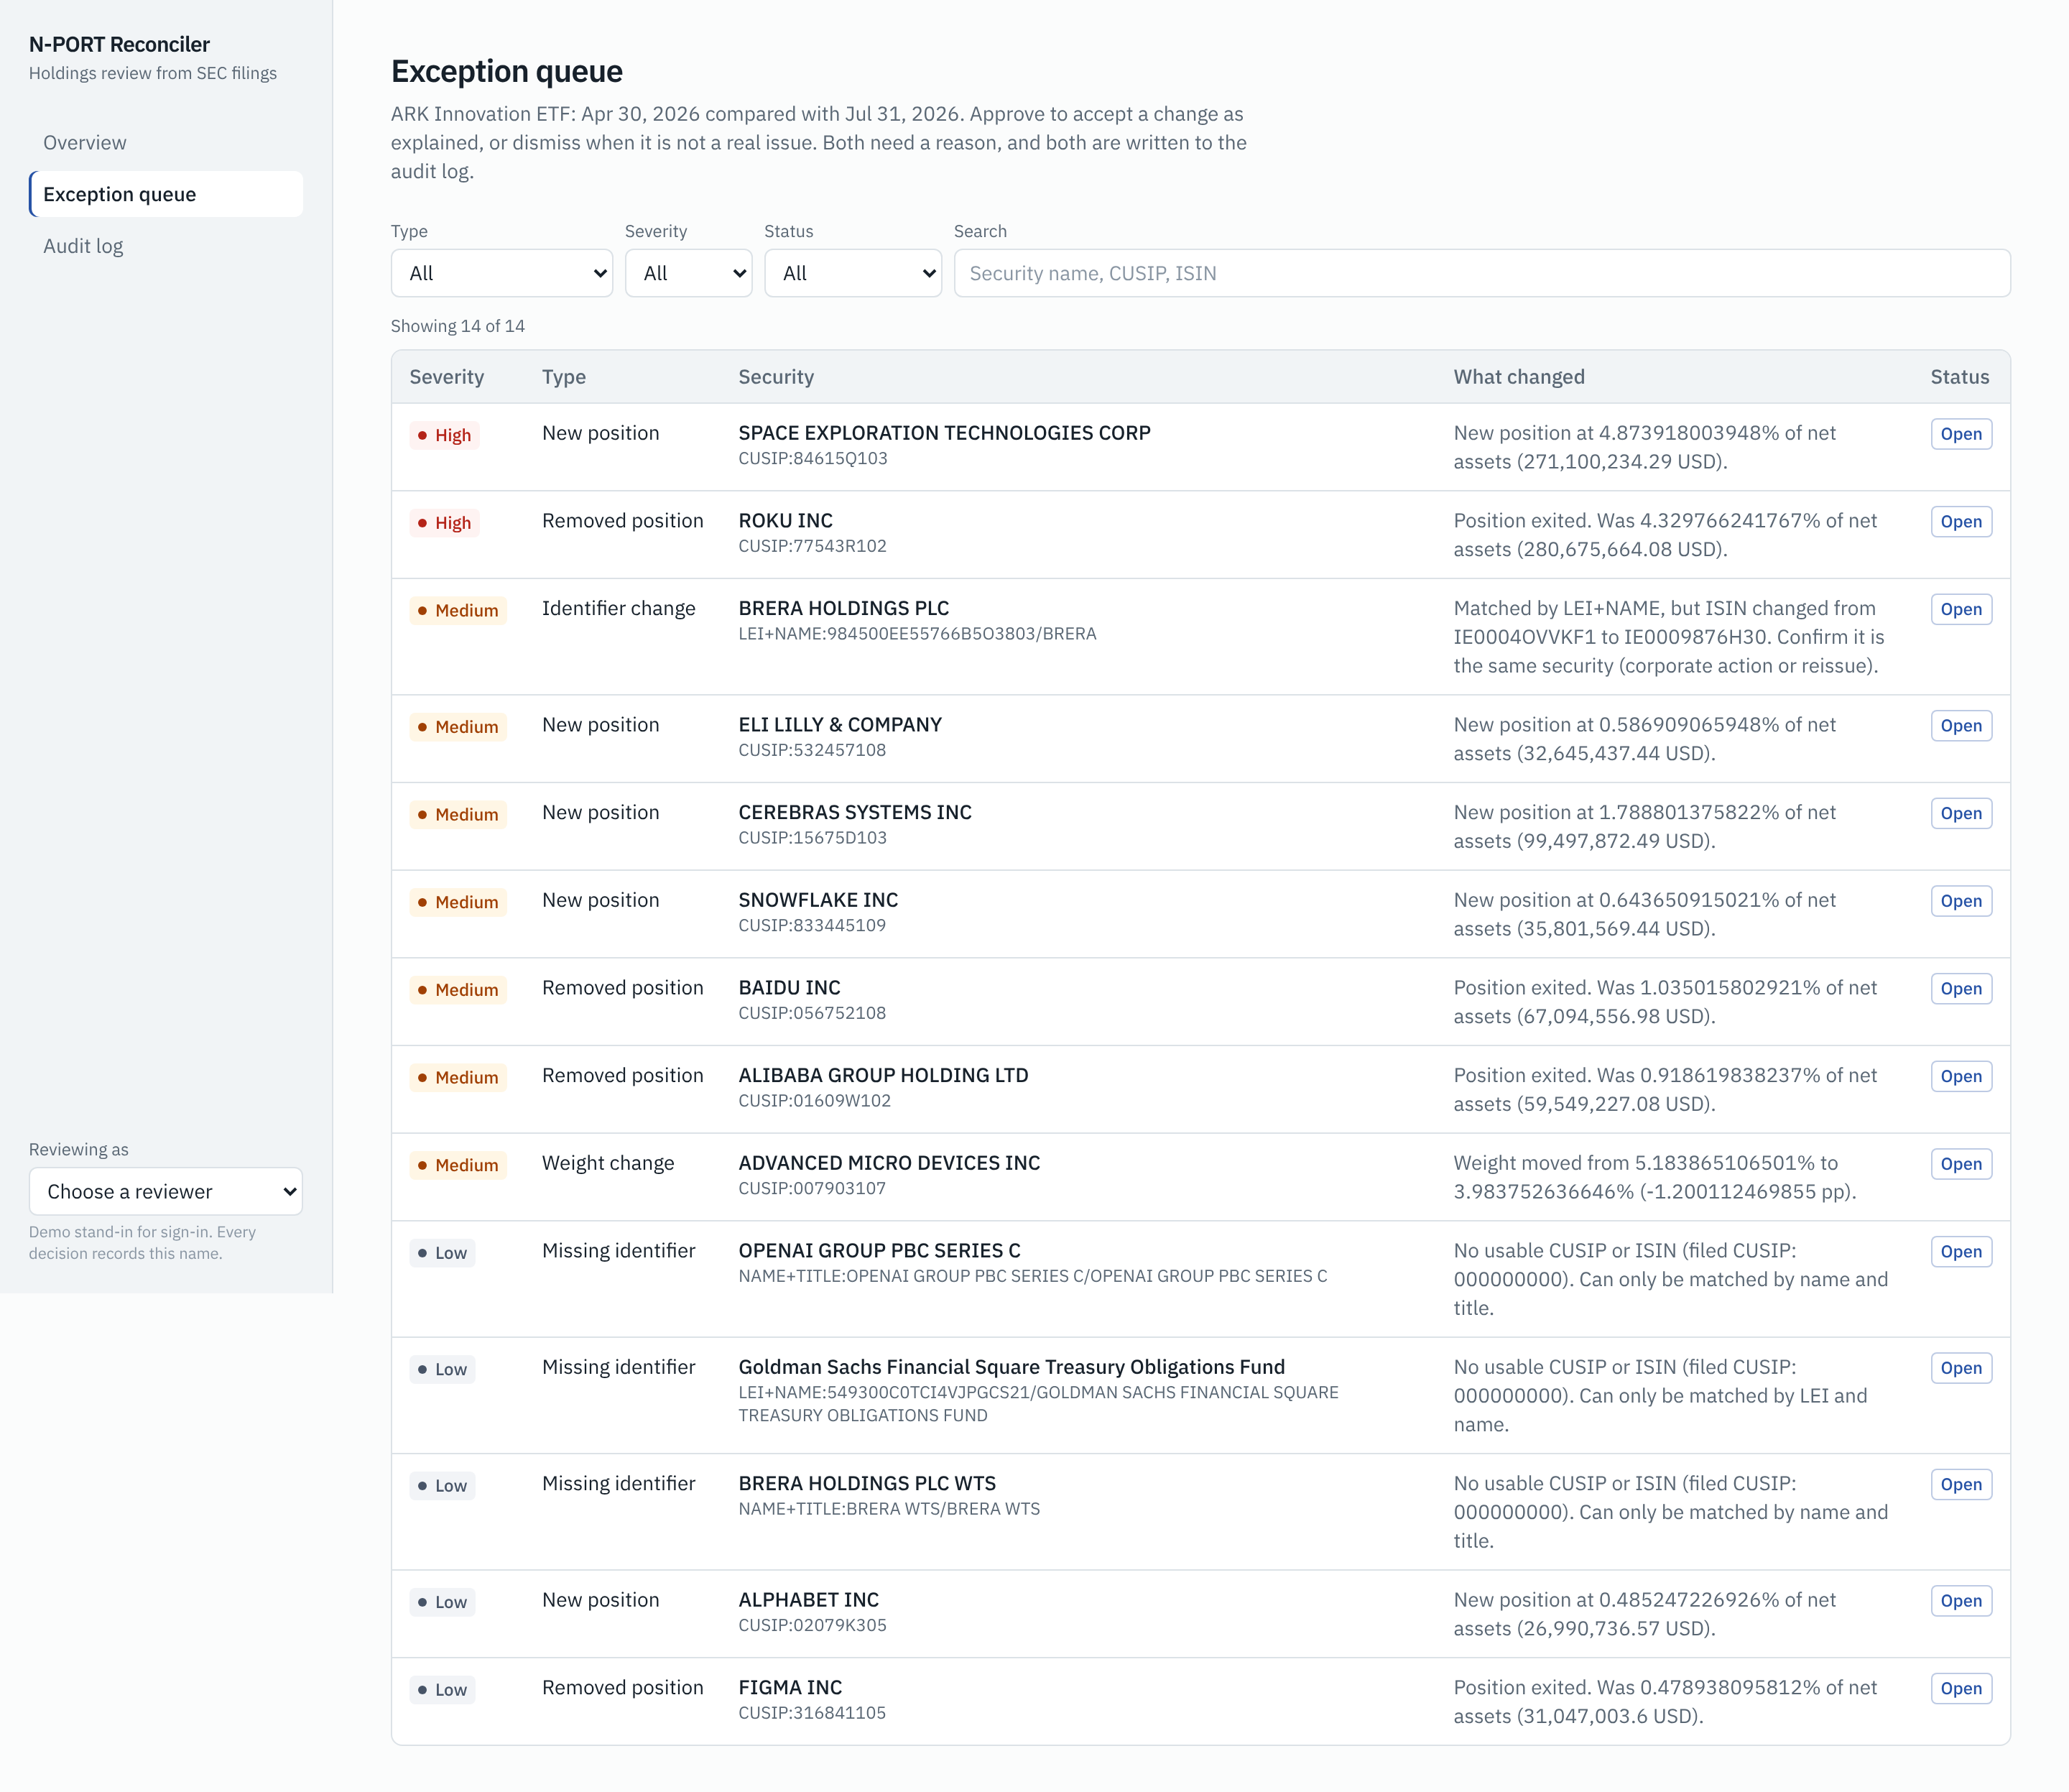 N-PORT Reconciler
Holdings review from SEC filings
Overview
Exception queue
Audit log
Reviewing as
Choose a reviewer
Demo stand-in for sign-in. Every
decision records this name.
Exception queue
ARK Innovation ETF: Apr 30, 2026 compared with Jul 31, 2026. Approve to accept a change as
explained, or dismiss when it is not a real issue. Both need a reason, and both are written to the
audit log.
Type Severity Status Search
All All All Security name, CUSIP, ISIN
Showing 14 of 14
Severity Type Security What changed Status
High New position SPACE EXPLORATION TECHNOLOGIES CORP New position at 4.873918003948% of net Open
CUSIP:84615Q103 assets (271,100,234.29 USD).
High Removed position ROKU INC Position exited. Was 4.329766241767% of net Open
CUSIP:77543R102 assets (280,675,664.08 USD).
Medium Identifier change BRERA HOLDINGS PLC Matched by LEI+NAME, but ISIN changed from Open
LEI+NAME:984500EE55766B5O3803/BRERA IE0004OVVKF1 to IE0009876H30. Confirm it is
the same security (corporate action or reissue).
Medium New position ELI LILLY & COMPANY New position at 0.586909065948% of net Open
CUSIP:532457108 assets (32,645,437.44 USD).
Medium New position CEREBRAS SYSTEMS INC New position at 1.788801375822% of net Open
CUSIP:15675D103 assets (99,497,872.49 USD).
Medium New position SNOWFLAKE INC New position at 0.643650915021% of net Open
CUSIP:833445109 assets (35,801,569.44 USD).
Medium Removed position BAIDU INC Position exited. Was 1.035015802921% of net Open
CUSIP:056752108 assets (67,094,556.98 USD).
Medium Removed position ALIBABA GROUP HOLDING LTD Position exited. Was 0.918619838237% of net Open
CUSIP:01609W102 assets (59,549,227.08 USD).
Medium Weight change ADVANCED MICRO DEVICES INC Weight moved from 5.183865106501% to Open
CUSIP:007903107 3.983752636646% (-1.200112469855 pp).
Low Missing identifier OPENAI GROUP PBC SERIES C No usable CUSIP or ISIN (filed CUSIP: Open
NAME+TITLE:OPENAI GROUP PBC SERIES C/OPENAI GROUP PBC SERIES C 000000000). Can only be matched by name and
title.
Low Missing identifier Goldman Sachs Financial Square Treasury Obligations Fund No usable CUSIP or ISIN (filed CUSIP: Open
LEI+NAME:549300C0TCI4VJPGCS21/GOLDMAN SACHS FINANCIAL SQUARE 000000000). Can only be matched by LEI and
TREASURY OBLIGATIONS FUND name.
Low Missing identifier BRERA HOLDINGS PLC WTS No usable CUSIP or ISIN (filed CUSIP: Open
NAME+TITLE:BRERA WTS/BRERA WTS 000000000). Can only be matched by name and
title.
Low New position ALPHABET INC New position at 0.485247226926% of net Open
CUSIP:02079K305 assets (26,990,736.57 USD).
Low Removed position FIGMA INC Position exited. Was 0.478938095812% of net Open
CUSIP:316841105 assets (31,047,003.6 USD).